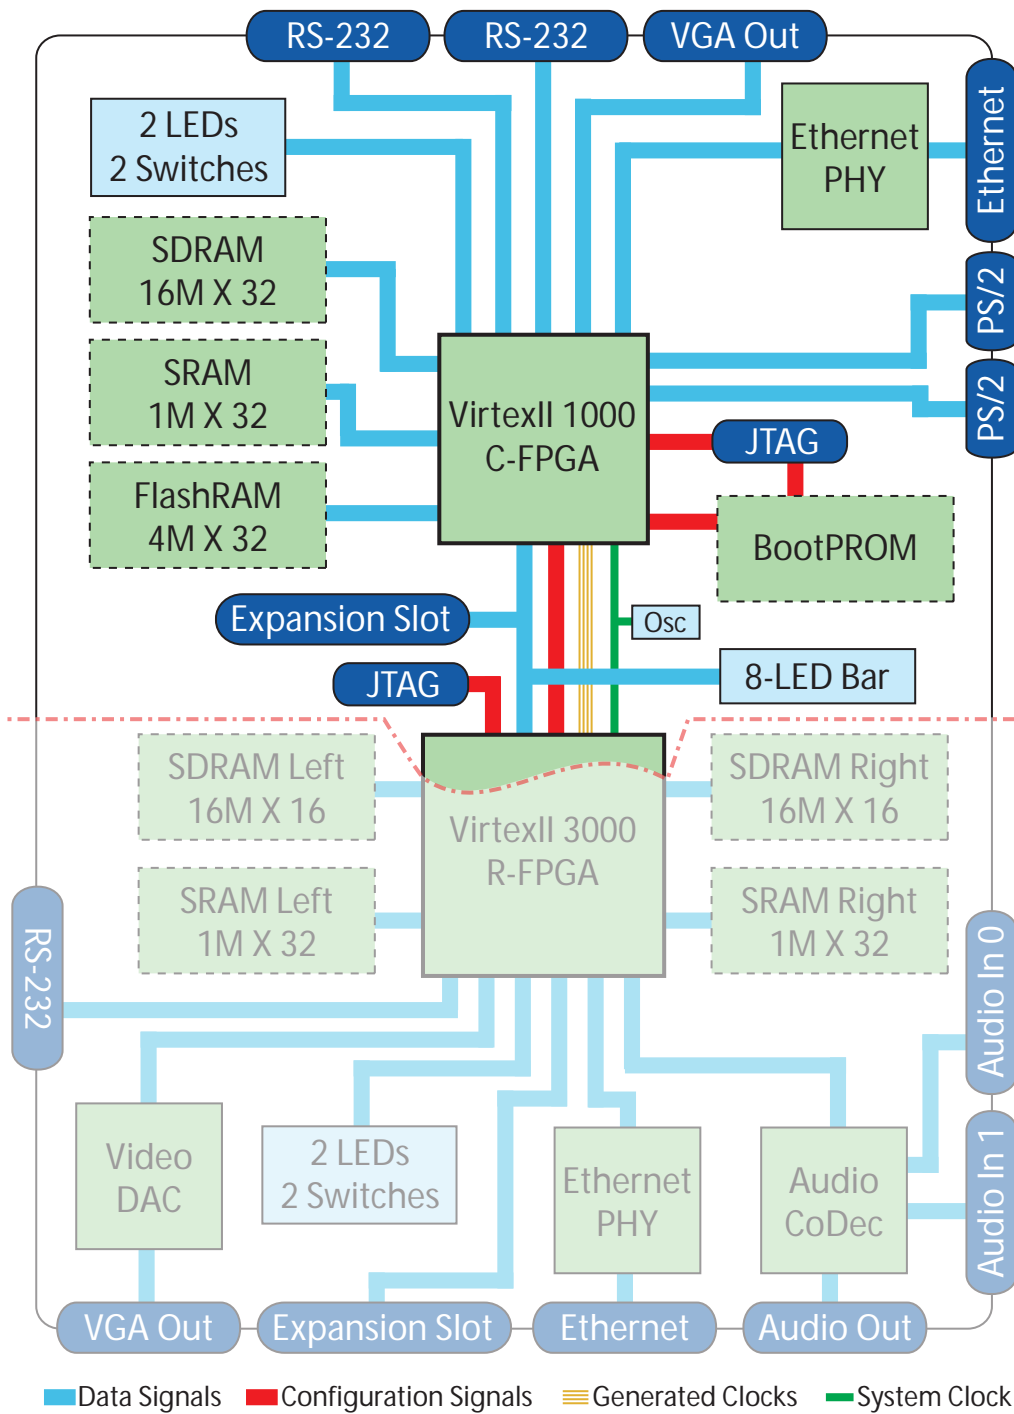 RS-232
RS-232
VGA Out
2 LEDs
2 Switches
Ethernet
PHY
Ethernet
SDRAM
16M X 32
PS/2
SRAM
1M X 32
PS/2
VirtexII 1000
C-FPGA
JTAG
FlashRAM
4M X 32
BootPROM
Expansion Slot
Osc
JTAG
8-LED Bar
SDRAM Left
16M X 16
SDRAM Right
16M X 16
VirtexII 3000
R-FPGA
SRAM Left
1M X 32
SRAM Right
1M X 32
RS-232
Audio In 0
Video
DAC
2 LEDs
2 Switches
Ethernet
PHY
Audio
CoDec
Audio In 1
VGA Out
Expansion Slot
Ethernet
Audio Out
Data Signals
Configuration Signals
Generated Clocks
System Clock